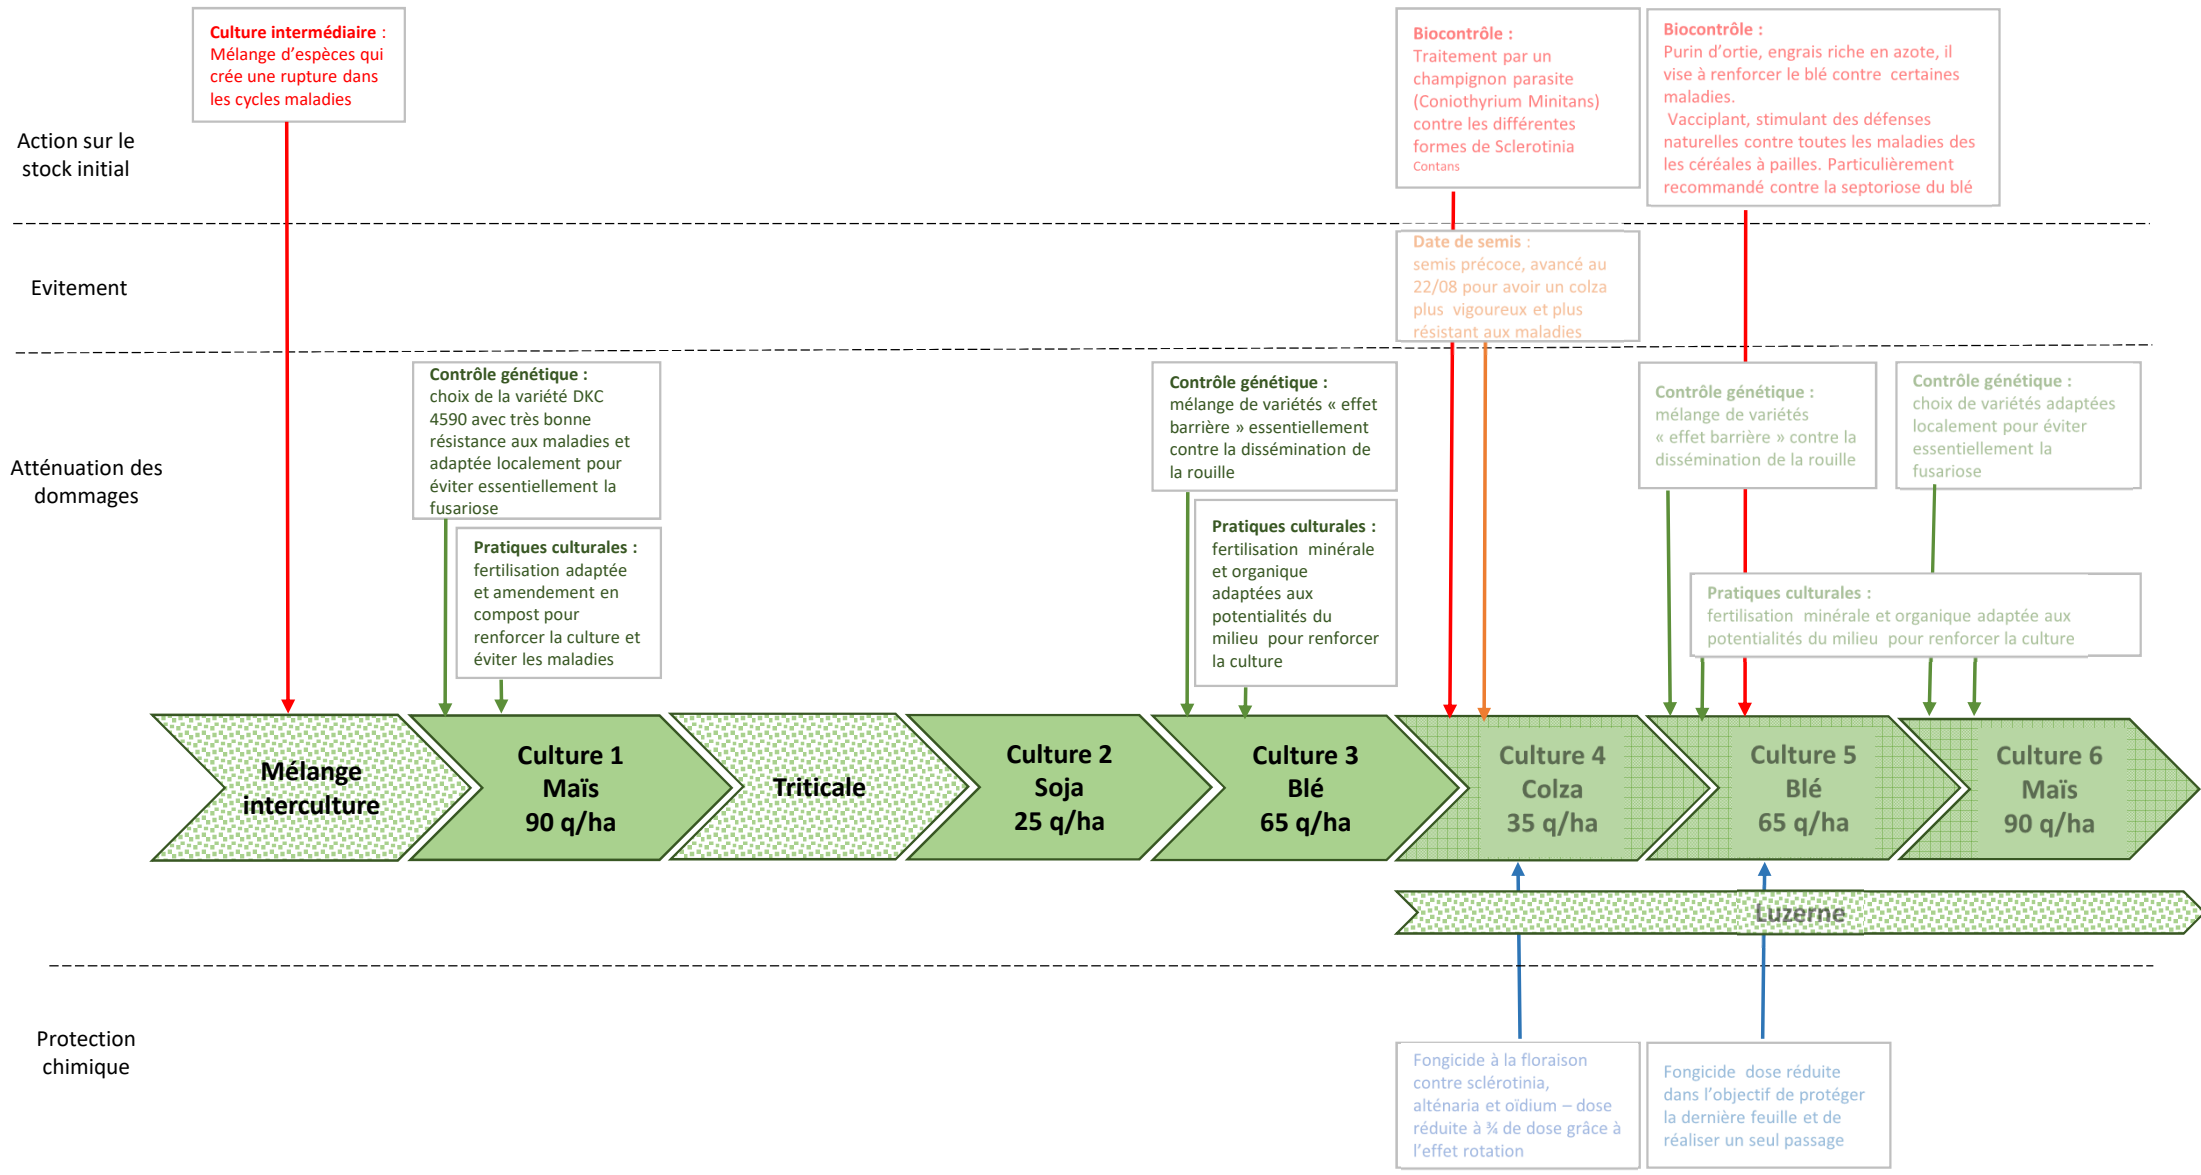 Culture intermédiaire :
Mélange d’espèces qui
crée une rupture dans
les cycles maladies
Biocontrôle :
Traitement par un
champignon parasite
(Coniothyrium Minitans)
contre les différentes
formes de Sclerotinia
Contans
Biocontrôle :
Purin d’ortie, engrais riche en azote, il
vise à renforcer le blé contre certaines
maladies.
Vacciplant, stimulant des défenses
naturelles contre toutes les maladies des
les céréales à pailles. Particulièrement
recommandé contre la septoriose du blé
Action sur le
stock initial
Evitement
Date de semis :
semis précoce, avancé au
22/08 pour avoir un colza
plus vigoureux et plus
résistant aux maladies
Atténuation des
dommages
Contrôle génétique :
choix de la variété DKC
4590 avec très bonne
résistance aux maladies et
adaptée localement pour
éviter essentiellement la
fusariose
Pratiques culturales :
fertilisation adaptée
et amendement en
compost pour
renforcer la culture et
éviter les maladies
Contrôle génétique :
mélange de variétés « effet
barrière » essentiellement
contre la dissémination de
la rouille
Pratiques culturales :
fertilisation minérale
et organique
adaptées aux
potentialités du
milieu pour renforcer
la culture
Contrôle génétique :
mélange de variétés
« effet barrière » contre la
dissémination de la rouille
Contrôle génétique :
choix de variétés adaptées
localement pour éviter
essentiellement la
fusariose
Pratiques culturales :
fertilisation minérale et organique adaptée aux
potentialités du milieu pour renforcer la culture
Mélange
interculture
Culture 1
Maïs
90 q/ha
Triticale
Culture 2
Soja
25 q/ha
Culture 3
Blé
65 q/ha
Culture 4
Colza
35 q/ha
Culture 5
Blé
65 q/ha
Culture 6
Maïs
90 q/ha
Luzerne
Protection
chimique
Fongicide à la floraison
contre sclérotinia,
alténaria et oïdium – dose
réduite à ¾ de dose grâce à
l’effet rotation
Fongicide dose réduite
dans l’objectif de protéger
la dernière feuille et de
réaliser un seul passage